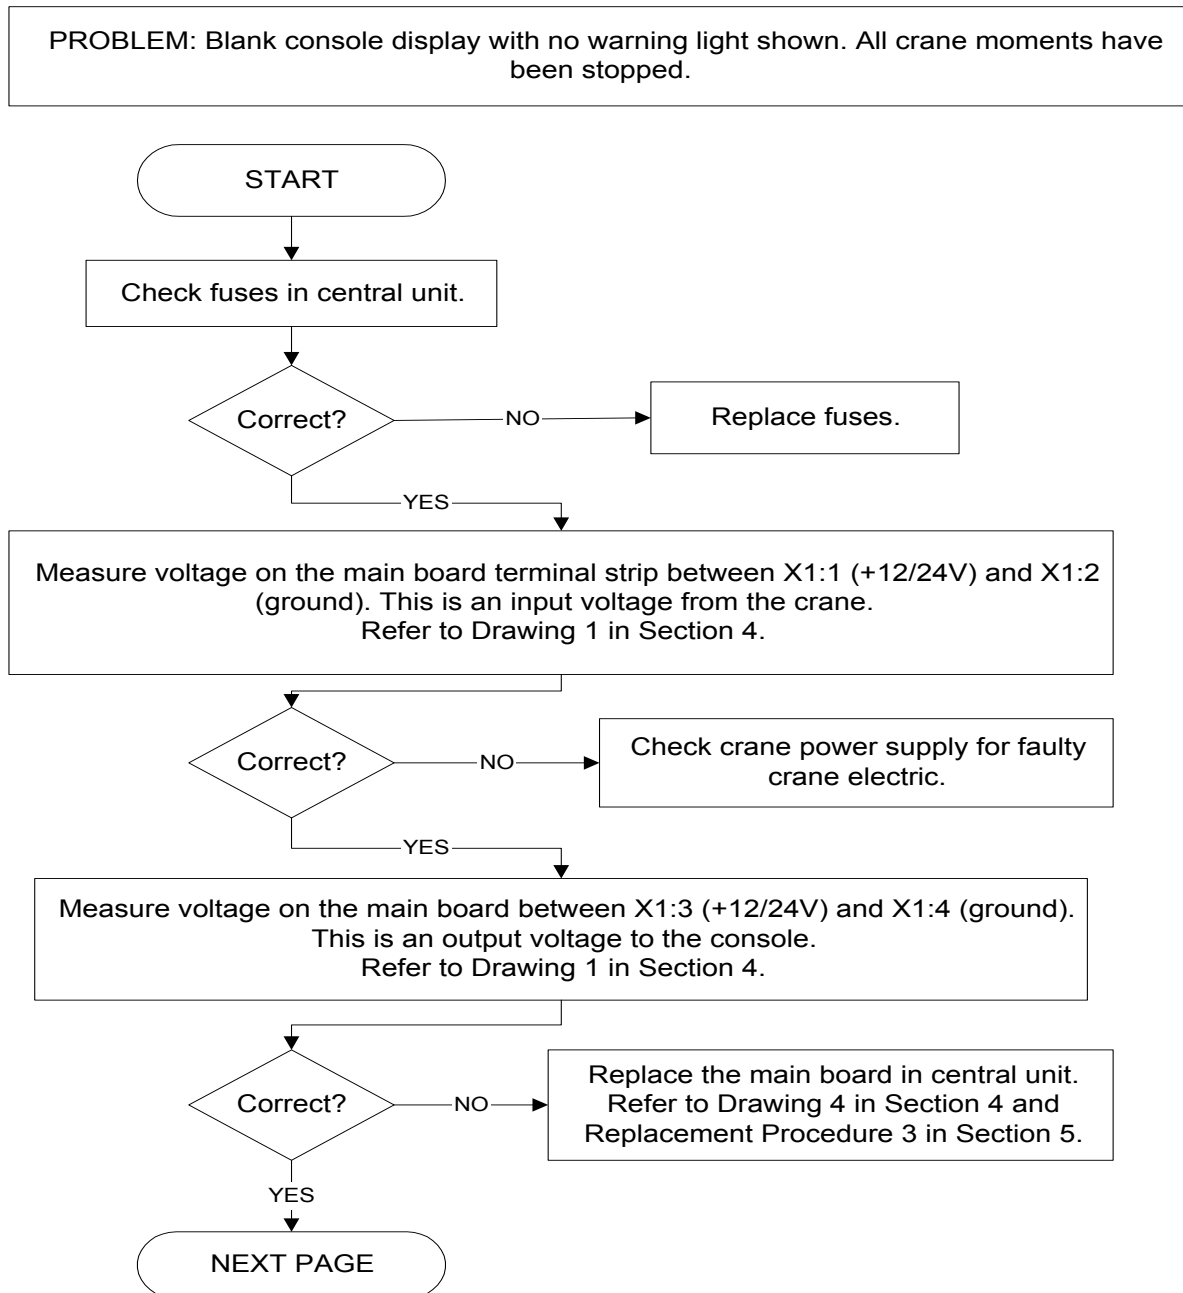 PROBLEM: Blank console display with no warning light shown. All crane moments have
been stopped.
START
Check fuses in central unit.
Correct?
NO
Replace fuses.
YES
Measure voltage on the main board terminal strip between X1:1 (+12/24V) and X1:2
(ground). This is an input voltage from the crane.
Refer to Drawing 1 in Section 4.
Correct?
NO
Check crane power supply for faulty
crane electric.
YES
Measure voltage on the main board between X1:3 (+12/24V) and X1:4 (ground).
This is an output voltage to the console.
Refer to Drawing 1 in Section 4.
Correct?
NO
Replace the main board in central unit.
Refer to Drawing 4 in Section 4 and
Replacement Procedure 3 in Section 5.
YES
NEXT PAGE